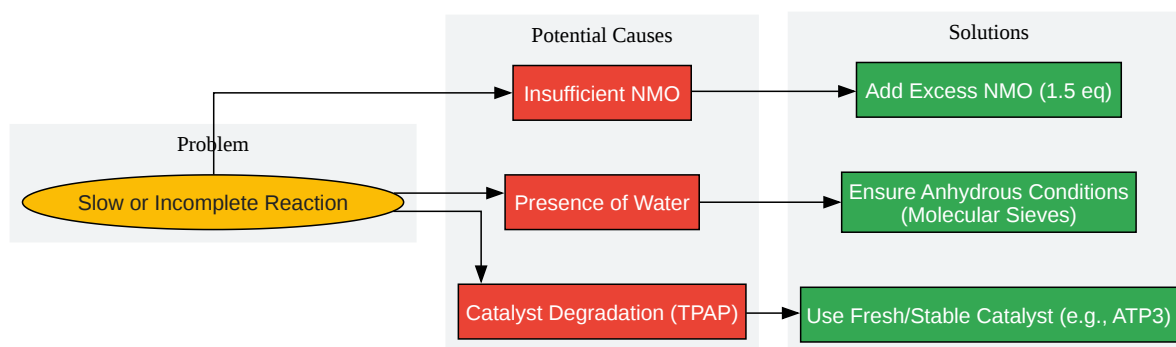 Problem
Slow or Incomplete Reaction
Potential Causes
Insufficient NMO
Presence of Water
Catalyst Degradation (TPAP)
Solutions
Add Excess NMO (1.5 eq)
Ensure Anhydrous Conditions
(Molecular Sieves)
Use Fresh/Stable Catalyst (e.g., ATP3)